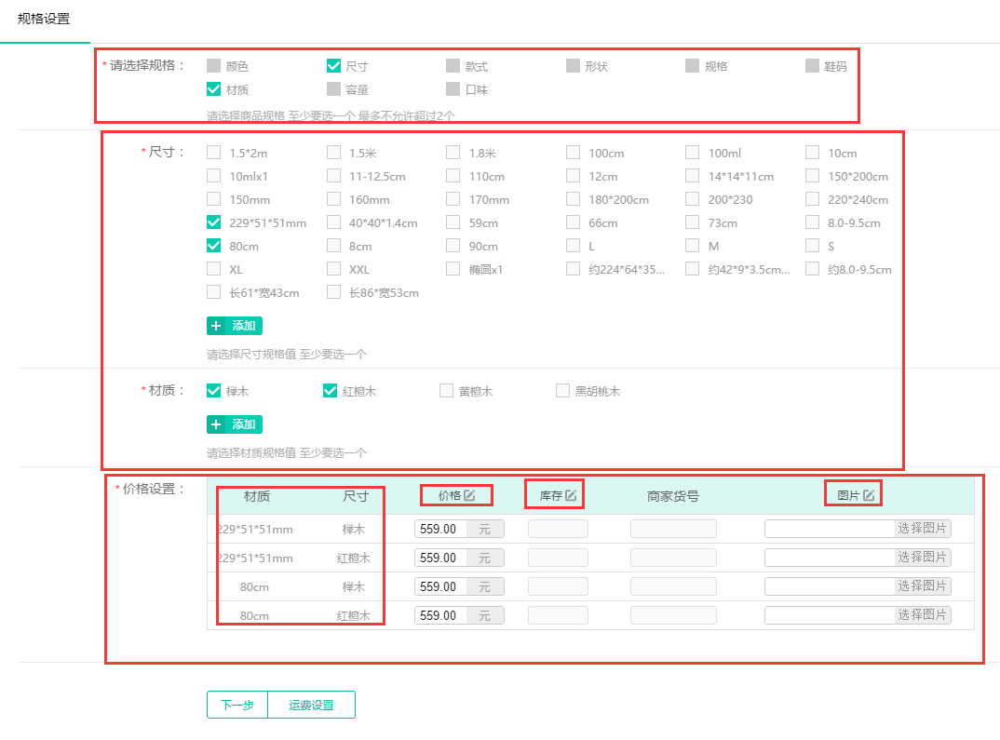 规格设置
*请选择规格： 颜色 尺寸 款式 形状 规格 鞋码
材质 容量 口味
请选择商品规格 至少要选一个 最多不允许超过2个
*尺寸： 1.5*2m 1.5米 1.8米 100cm 100ml 10cm
10mlx1 11-12.5cm 110cm 12cm 14*14*11cm 150*200cm
150mm 160mm 170mm 180*200cm 200*230 220*240cm
229*51*51mm 40*40*1.4cm 59cm 66cm 73cm 8.0-9.5cm
80cm 8cm 90cm L M S
XL XXL 椭圆x1 约224*64*35... 约42*9*3.5cm... 约8.0-9.5cm
长61*宽43cm 长86*宽53cm
+ 添加
请选择尺寸规格值 至少要选一个
*材质： 榉木 红檀木 黄檀木 黑胡桃木
+ 添加
请选择材质规格值 至少要选一个
*价格设置： 材质 尺寸 价格 库存 商家货号 图片
229*51*51mm 榉木 559.00 元 选择图片
229*51*51mm 红檀木 559.00 元 选择图片
80cm 榉木 559.00 元 选择图片
80cm 红檀木 559.00 元 选择图片
下一步 运费设置